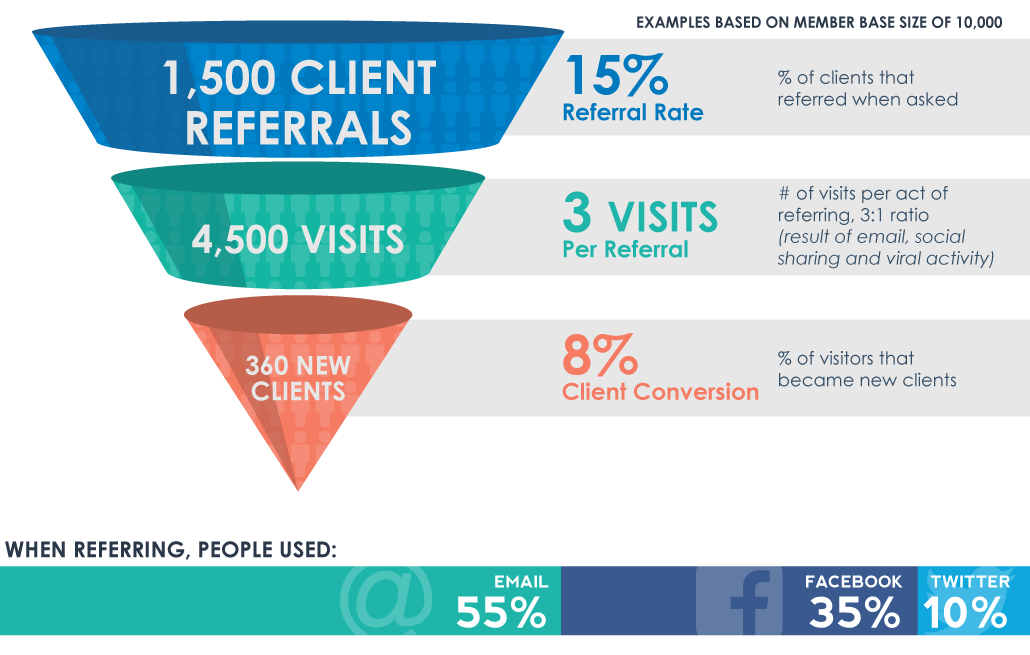 EXAMPLES BASED ON MEMBER BASE SIZE OF 10,000
1,500 CLIENT
REFERRALS
15%
Referral Rate
% of clients that
referred when asked
4,500 VISITS
3 VISITS
Per Referral
# of visits per act of
referring, 3:1 ratio
(result of email, social
sharing and viral activity)
360 NEW
CLIENTS
8%
Client Conversion
% of visitors that
became new clients
WHEN REFERRING, PEOPLE USED:
@
EMAIL
55%
f
FACEBOOK
35%
TWITTER
10%